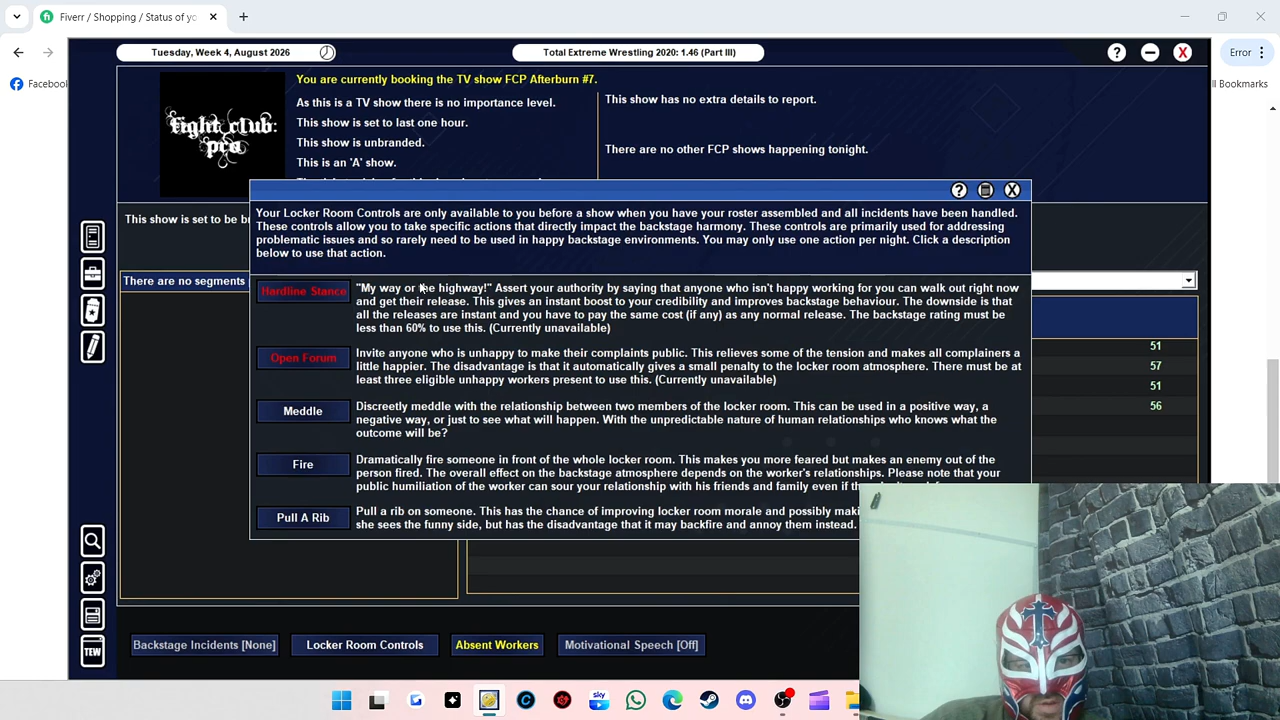 Fiverr / Shopping / Status of yo
Error
Facebook
ll Bookmarks
Tuesday, Week 4, August 2026
Total Extreme Wrestling 2020: 1.46 (Part III)
? X
fight club:
pro
You are currently booking the TV show FCP Afterburn #7.
As this is a TV show there is no importance level.
This show is set to last one hour.
This show is unbranded.
This is an 'A' show.
This show has no extra details to report.
There are no other FCP shows happening tonight.
This show is set to be br
There are no segments
? X
Your Locker Room Controls are only available to you before a show when you have your roster assembled and all incidents have been handled.
These controls allow you to take specific actions that directly impact the backstage harmony. These controls are primarily used for addressing
problematic issues and so rarely need to be used in happy backstage environments. You may only use one action per night. Click a description
below to use that action.
Hardline Stance
"My way or the highway!" Assert your authority by saying that anyone who isn't happy working for you can walk out right now
and get their release. This gives an instant boost to your credibility and improves backstage behaviour. The downside is that
all the releases are instant and you have to pay the same cost (if any) as any normal release. The backstage rating must be
less than 60% to use this. (Currently unavailable)
Open Forum
Invite anyone who is unhappy to make their complaints public. This relieves some of the tension and makes all complainers a
little happier. The disadvantage is that it automatically gives a small penalty to the locker room atmosphere. There must be at
least three eligible unhappy workers present to use this. (Currently unavailable)
Meddle
Discreetly meddle with the relationship between two members of the locker room. This can be used in a positive way, a
negative way, or just to see what will happen. With the unpredictable nature of human relationships who knows what the
outcome will be?
Fire
Dramatically fire someone in front of the whole locker room. This makes you more feared but makes an enemy out of the
person fired. The overall effect on the backstage atmosphere depends on the worker's relationships. Please note that your
public humiliation of the worker can sour your relationship with his friends and family even if
Pull A Rib
Pull a rib on someone. This has the chance of improving locker room morale and possibly
she sees the funny side, but has the disadvantage that it may backfire and annoy them instead.
51
57
51
56
Backstage Incidents [None]
Locker Room Controls
Absent Workers
Motivational Speech [Off]
TEW
sky